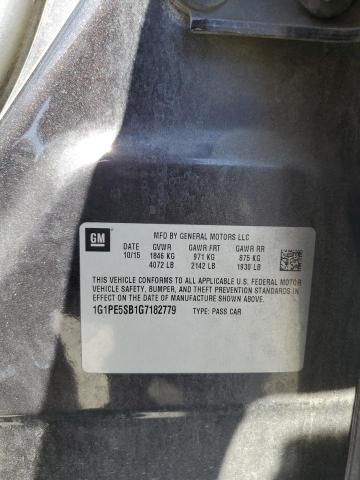 GM
MFD BY GENERAL MOTORS LLC
DATE GVWR GAWR FRT GAWR RR
10/15 1846 KG 971 KG 875 KG
4072 LB 2142 LB 1930 LB
THIS VEHICLE CONFORMS TO ALL APPLICABLE U.S. FEDERAL MOTOR
VEHICLE SAFETY, BUMPER, AND THEFT PREVENTION STANDARDS IN
EFFECT ON THE DATE OF MANUFACTURE SHOWN ABOVE.
1G1PE5SB1G7182779 TYPE: PASS CAR